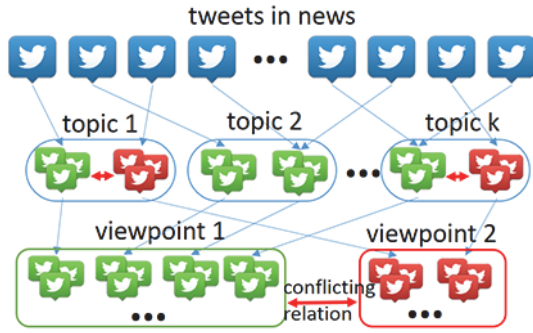 tweets in news
topic 1
topic 2
topic k
viewpoint 1
viewpoint 2
conflicting
relation